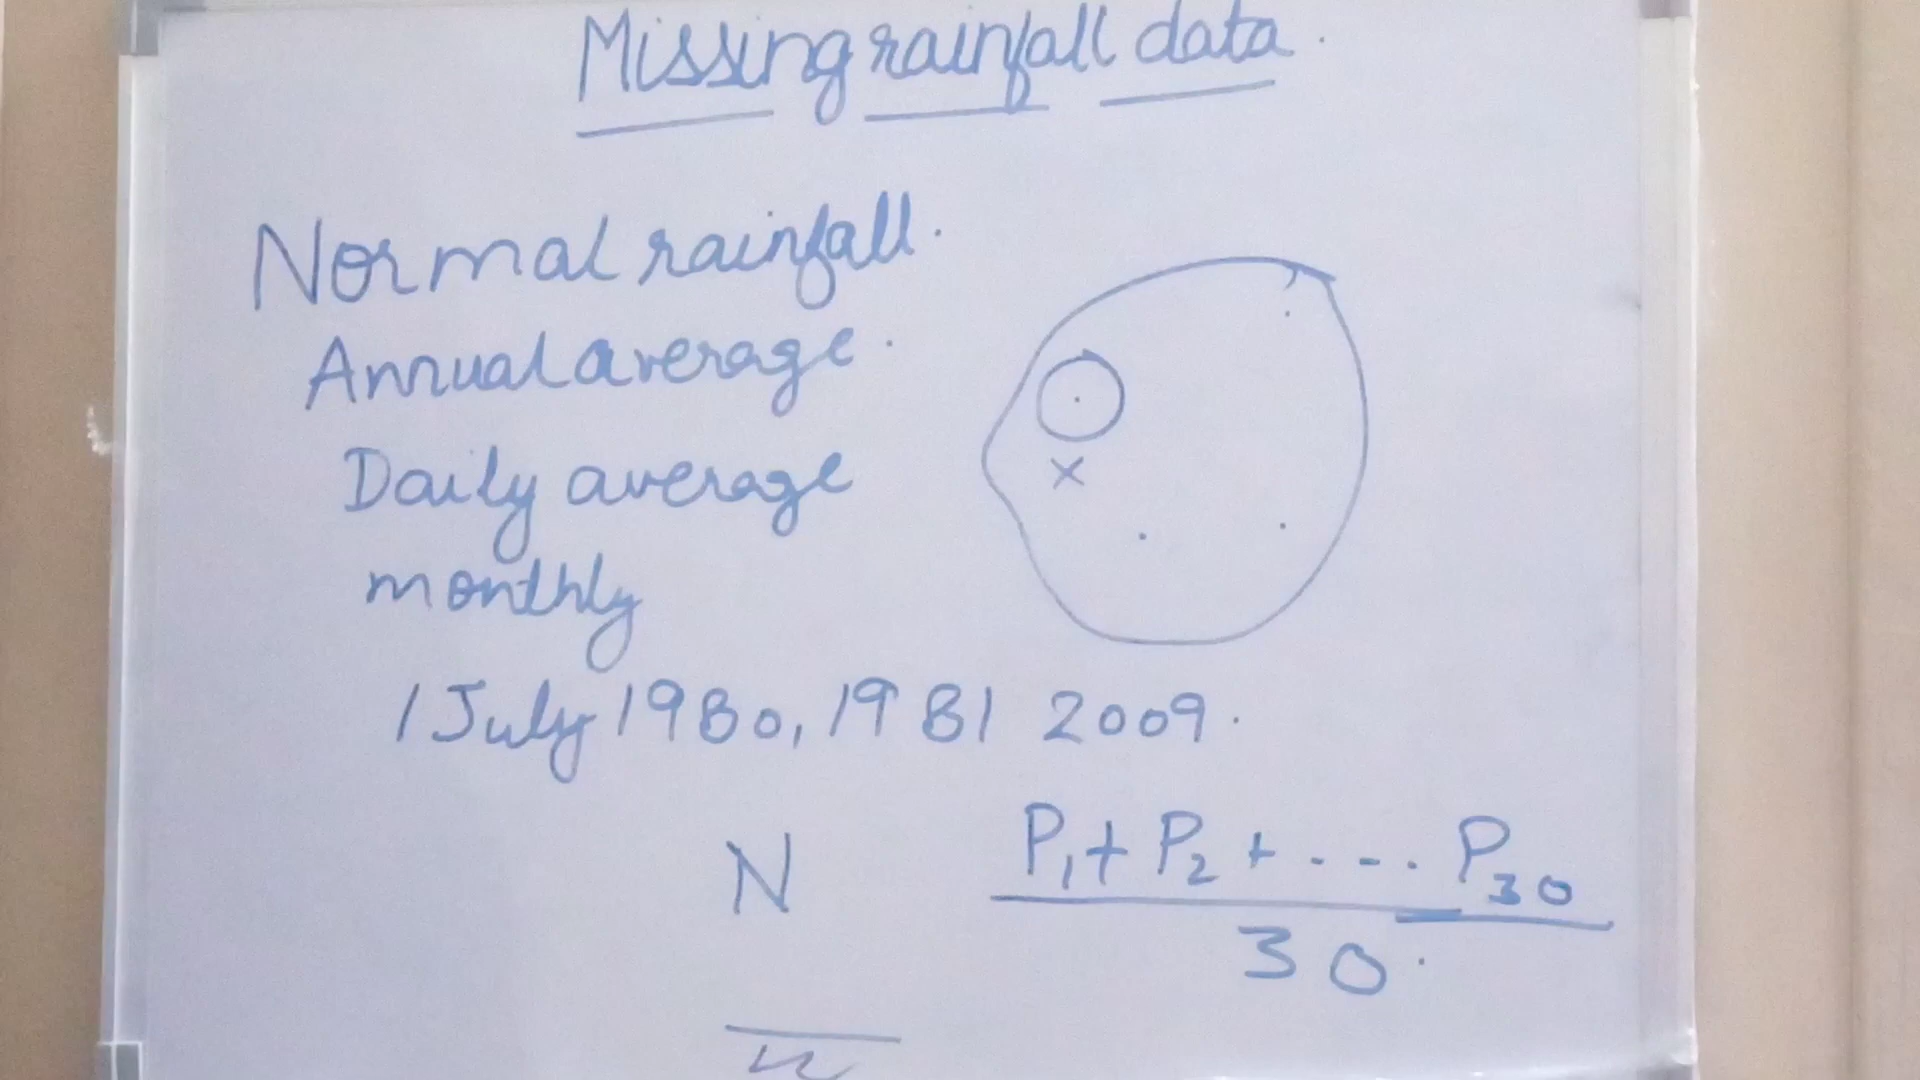 Missing rainfall data.
Normal rainfall.
Annual average.
Daily average
monthly
1 July 1980, 1981 2009.
N
P1 + P2 + .... P30
30.
x